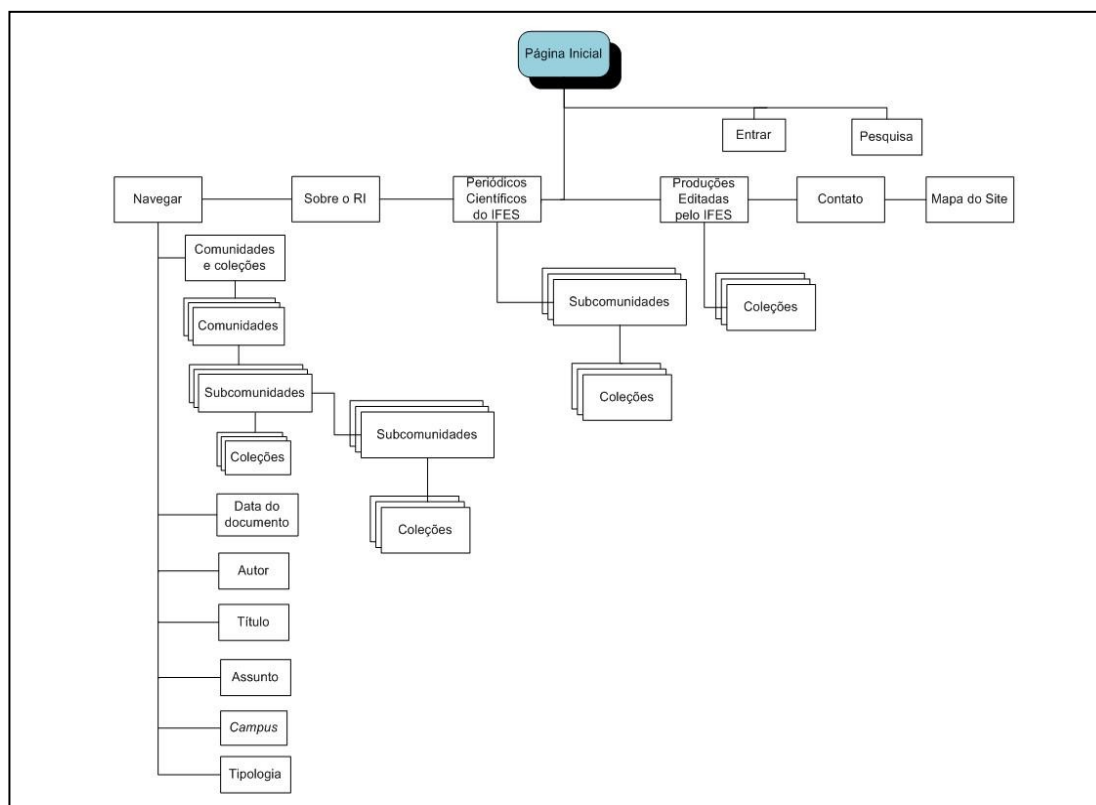 Página Inicial
Entrar
Pesquisa
Navegar
Sobre o RI
Periódicos
Científicos
do IFES
Produções
Editadas
pelo IFES
Contato
Mapa do Site
Comunidades
e coleções
Comunidades
Subcomunidades
Coleções
Subcomunidades
Coleções
Subcomunidades
Coleções
Coleções
Data do
documento
Autor
Título
Assunto
Campus
Tipologia